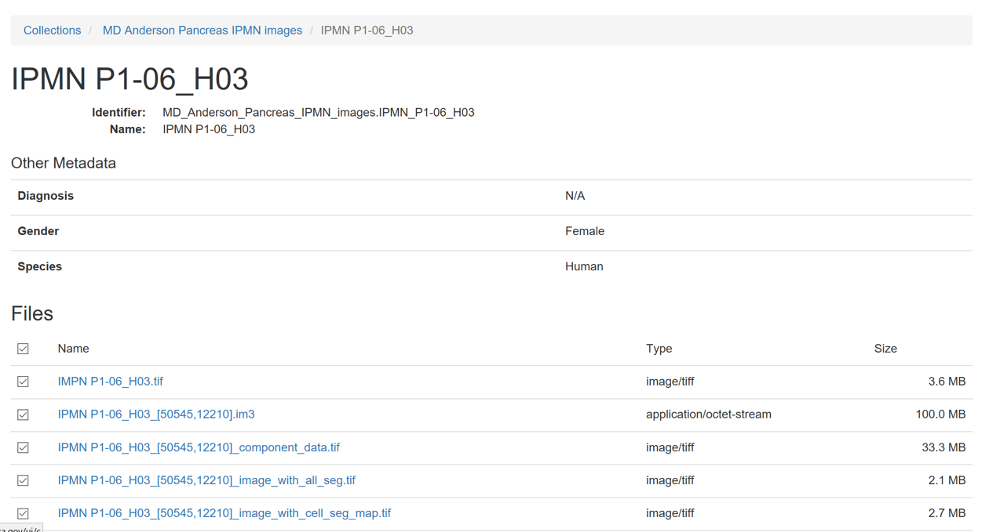 Collections / MD Anderson Pancreas IPMN images / IPMN P1-06_H03
IPMN P1-06_H03
Identifier: MD_Anderson_Pancreas_IPMN_images.IPMN_P1-06_H03
Name: IPMN P1-06_H03
Other Metadata
Diagnosis N/A
Gender Female
Species Human
Files
Name Type Size
IMPN P1-06_H03.tif image/tiff 3.6 MB
IPMN P1-06_H03_[50545,12210].im3 application/octet-stream 100.0 MB
IPMN P1-06_H03_[50545,12210]_component_data.tif image/tiff 33.3 MB
IPMN P1-06_H03_[50545,12210]_image_with_all_seg.tif image/tiff 2.1 MB
IPMN P1-06_H03_[50545,12210]_image_with_cell_seg_map.tif image/tiff 2.7 MB